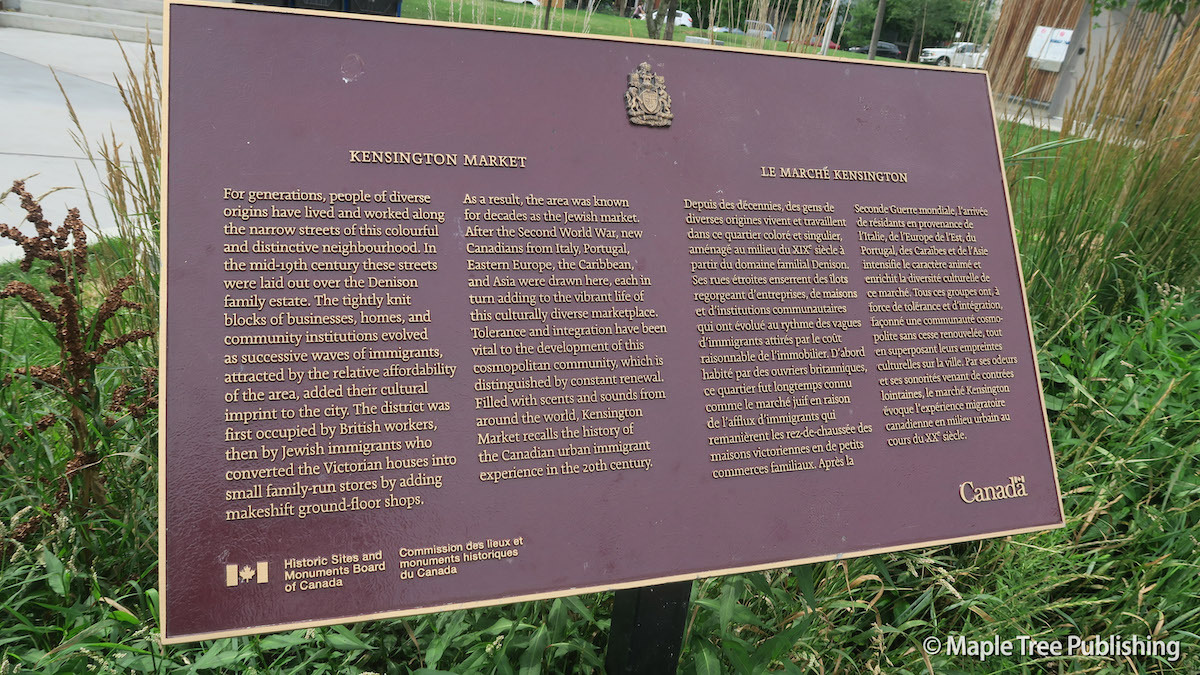 KENSINGTON MARKET
For generations, people of diverse
origins have lived and worked along
the narrow streets of this colourful
and distinctive neighbourhood. In
the mid-19th century these streets
were laid out over the Denison
family estate. The tightly knit
blocks of businesses, homes, and
community institutions evolved
as successive waves of immigrants,
attracted by the relative affordability
of the area, added their cultural
imprint to the city. The district was
first occupied by British workers,
then by Jewish immigrants who
converted the Victorian houses into
small family-run stores by adding
makeshift ground-floor shops.
As a result, the area was known
for decades as the Jewish market.
After the Second World War, new
Canadians from Italy, Portugal,
Eastern Europe, the Caribbean,
and Asia were drawn here, each in
turn adding to the vibrant life of
this culturally diverse marketplace.
Tolerance and integration have been
vital to the development of this
cosmopolitan community, which is
distinguished by constant renewal.
Filled with scents and sounds from
around the world, Kensington
Market recalls the history of
the Canadian urban immigrant
experience in the 20th century.
LE MARCHÉ KENSINGTON
Depuis des décennies, des gens de
diverses origines vivent et travaillent
dans ce quartier coloré et singulier,
aménagé au milieu du XIXe siècle à
partir du domaine familial Denison.
Ses rues étroites enserrent des îlots
regorgeant d'entreprises, de maisons
et d'institutions communautaires
qui ont évolué au rythme des vagues
d'immigrants attirés par le coût
raisonnable de l'immobilier. D'abord
habité par des ouvriers britanniques,
ce quartier fut longtemps connu
comme le marché juif en raison
de l'afflux d'immigrants qui
remanièrent les rez-de-chaussée des
maisons victoriennes en de petits
commerces familiaux. Après la
Seconde Guerre mondiale, l'arrivée
de résidants en provenance de
l'Italie, de l'Europe de l'Est, du
Portugal, des Caraïbes et de l'Asie
intensifie le caractère animé et
enrichit la diversité culturelle de
ce marché. Tous ces groupes ont, à
force de tolérance et d'intégration,
façonné une communauté cosmo-
polite sans cesse renouvelée, tout
en superposant leurs empreintes
culturelles sur la ville. Par ses odeurs
et ses sonorités venant de contrées
lointaines, le marché Kensington
évoque l'expérience migratoire
canadienne en milieu urbain au
cours du XXe siècle.
Historic Sites and
Monuments Board
of Canada
Commission des lieux et
monuments historiques
du Canada
Canada
© Maple Tree Publishing